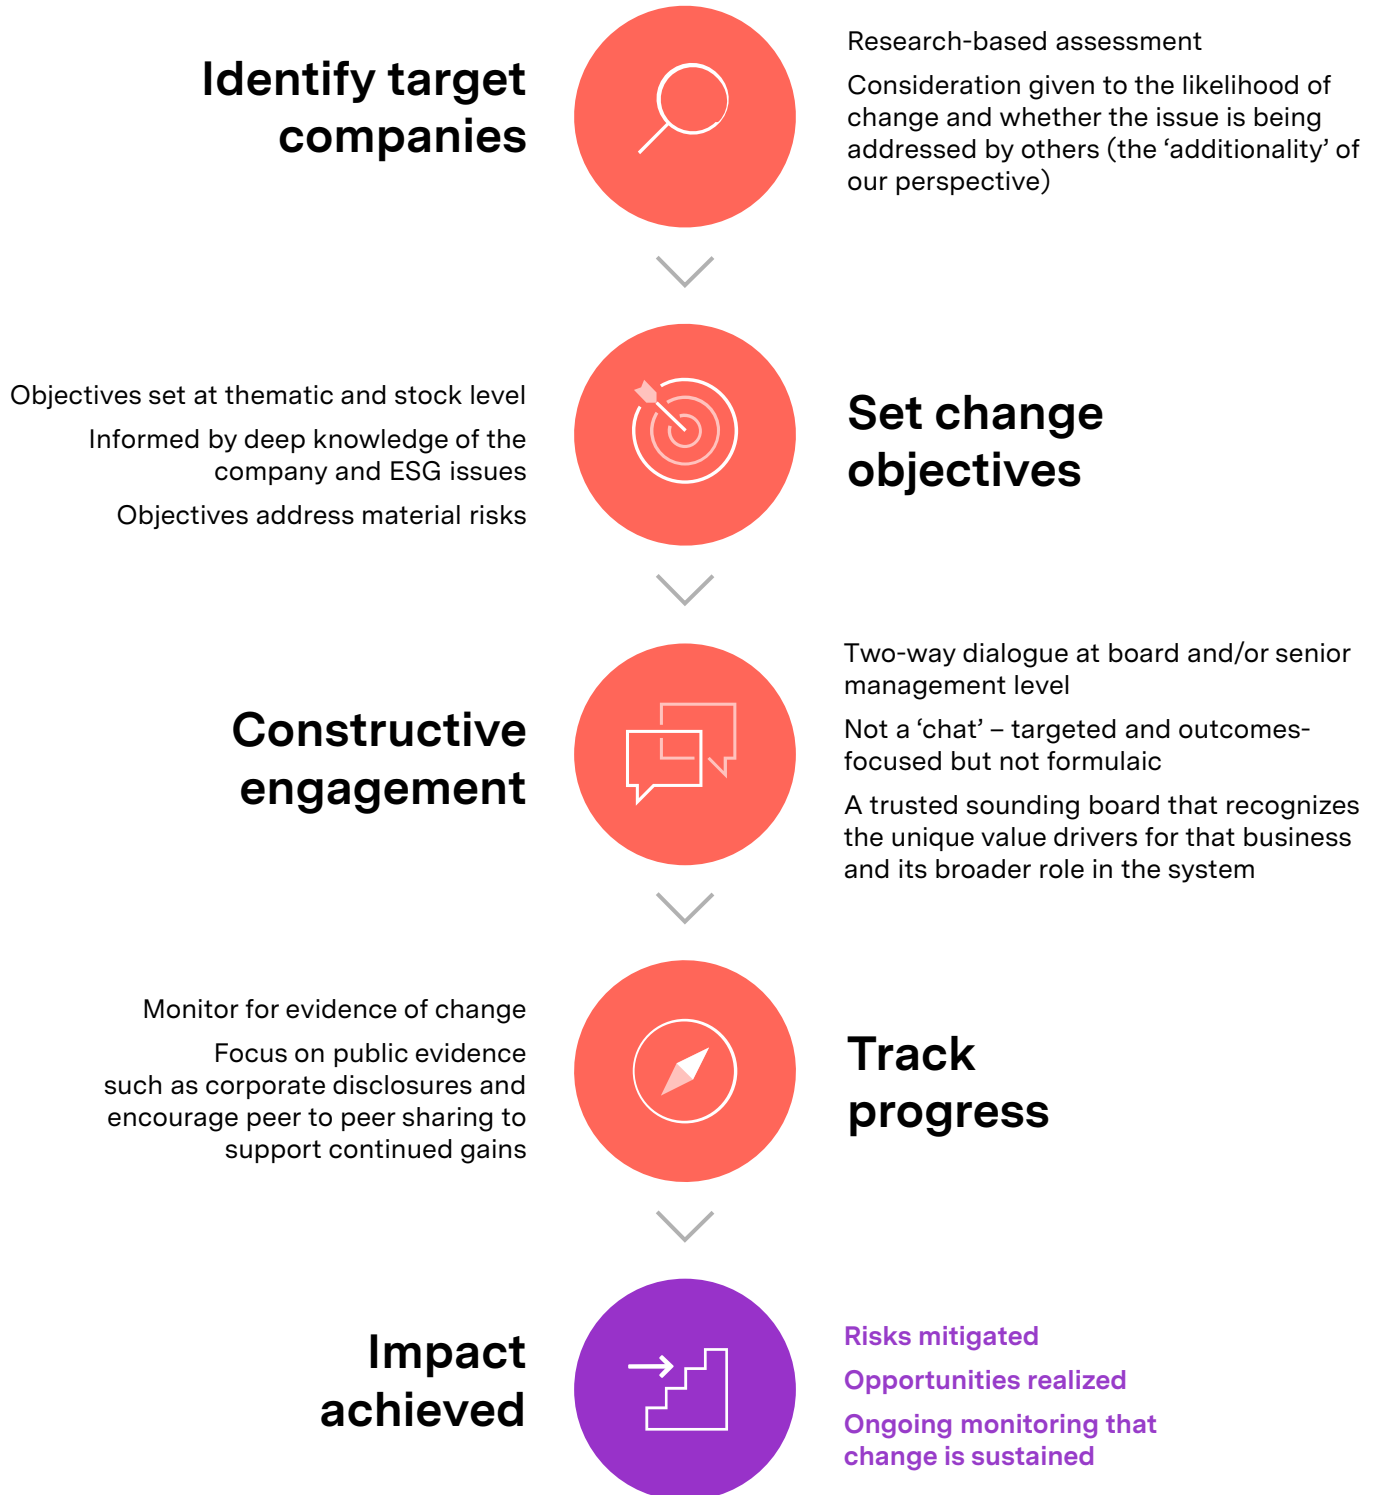 Identify target
companies
Research-based assessment
Consideration given to the likelihood of
change and whether the issue is being
addressed by others (the ‘additionality’ of
our perspective)
Set change
objectives
Objectives set at thematic and stock level
Informed by deep knowledge of the
company and ESG issues
Objectives address material risks
Constructive
engagement
Two-way dialogue at board and/or senior
management level
Not a ‘chat’ – targeted and outcomes-
focused but not formulaic
A trusted sounding board that recognizes
the unique value drivers for that business
and its broader role in the system
Track
progress
Monitor for evidence of change
Focus on public evidence
such as corporate disclosures and
encourage peer to peer sharing to
support continued gains
Impact
achieved
Risks mitigated
Opportunities realized
Ongoing monitoring that
change is sustained